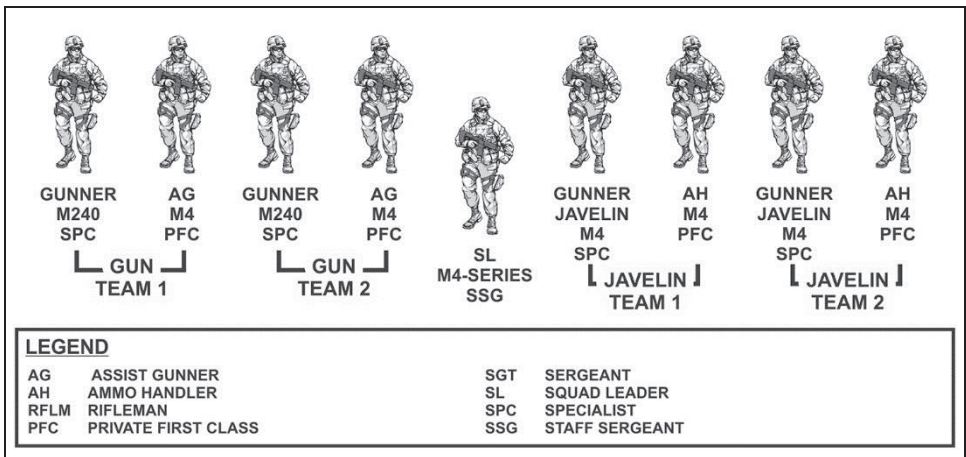 GUNNER
M240
SPC
AG
M4
PFC
GUN
TEAM 1
GUNNER
M240
SPC
AG
M4
PFC
GUN
TEAM 2
SL
M4-SERIES
SSG
GUNNER
JAVELIN
M4
SPC
AH
M4
PFC
JAVELIN
TEAM 1
GUNNER
JAVELIN
M4
SPC
AH
M4
PFC
JAVELIN
TEAM 2
LEGEND
AG ASSIST GUNNER
AH AMMO HANDLER
RFLM RIFLEMAN
PFC PRIVATE FIRST CLASS
SGT SERGEANT
SL SQUAD LEADER
SPC SPECIALIST
SSG STAFF SERGEANT